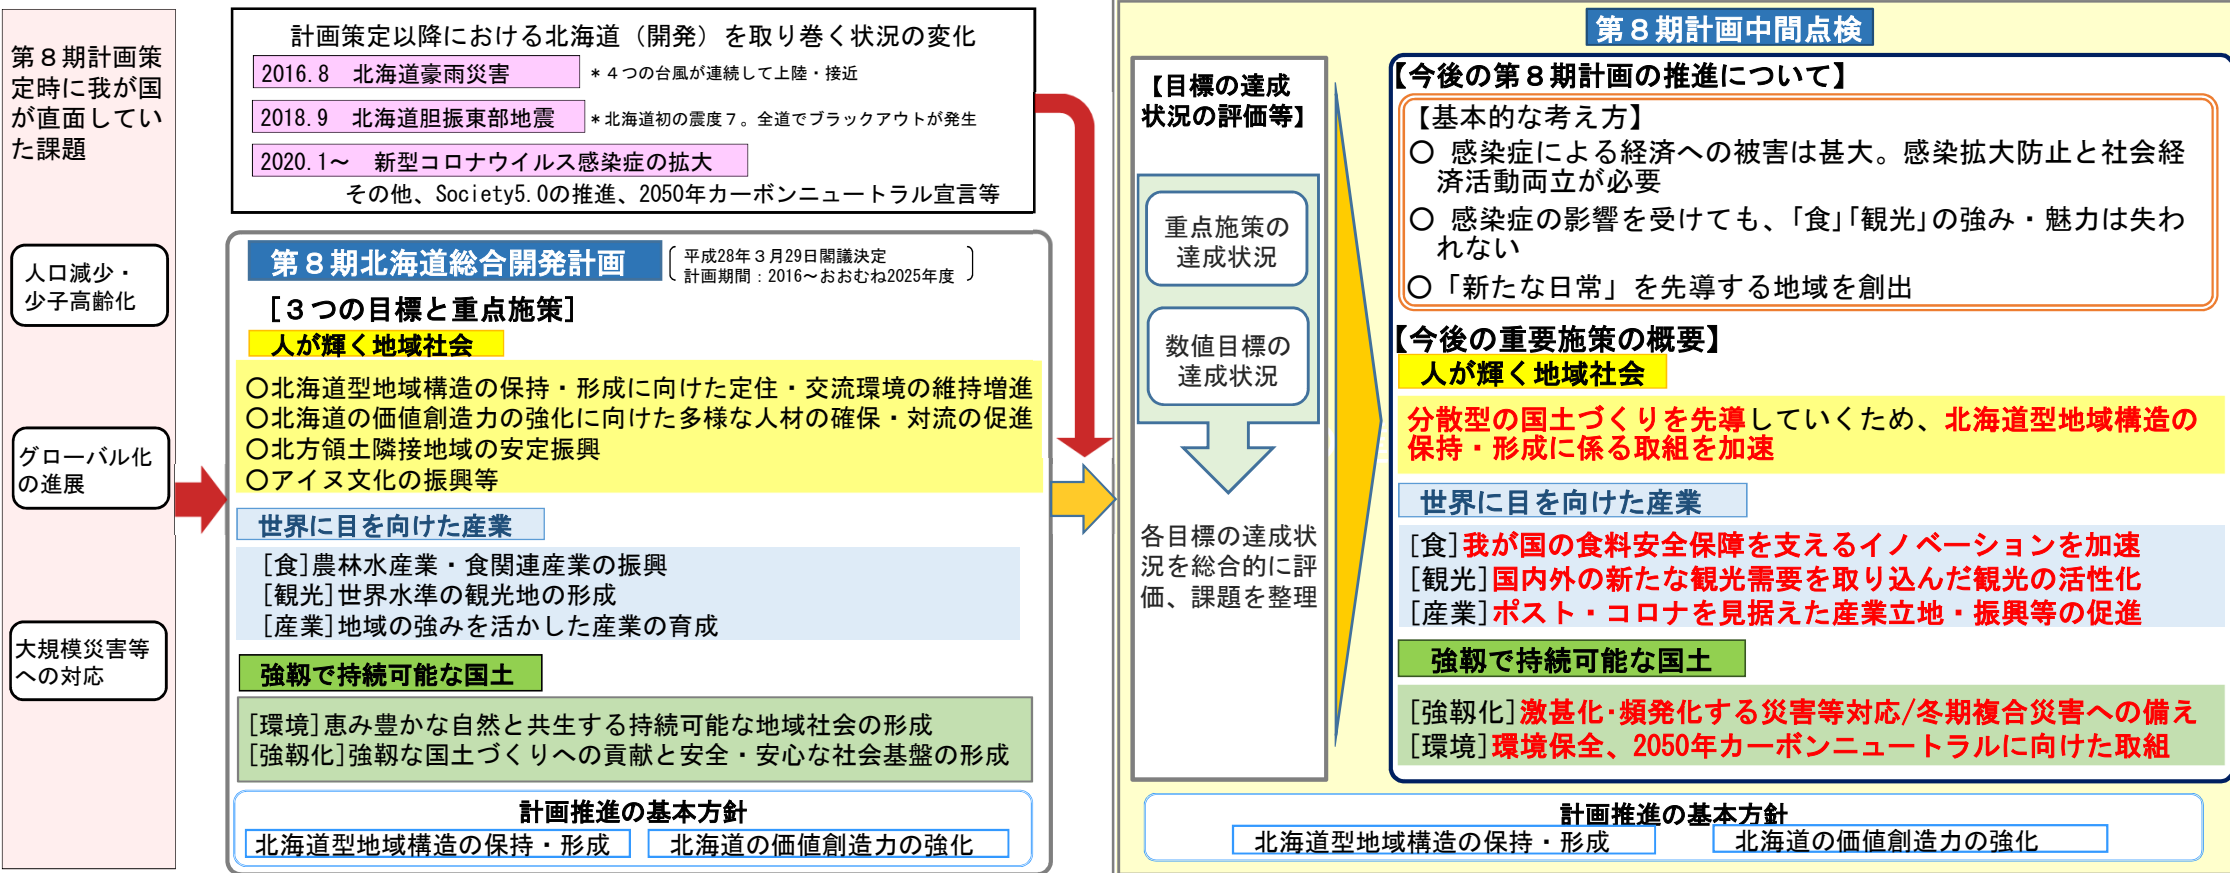 第８期計画策
定時に我が国
が直面してい
た課題
人口減少・
少子高齢化
グローバル化
の進展
大規模災害等
への対応
計画策定以降における北海道（開発）を取り巻く状況の変化
2016.8　北海道豪雨災害　＊４つの台風が連続して上陸・接近
2018.9　北海道胆振東部地震　＊北海道初の震度７。全道でブラックアウトが発生
2020.1～　新型コロナウイルス感染症の拡大
その他、Society5.0の推進、2050年カーボンニュートラル宣言等
第８期北海道総合開発計画
平成28年３月29日閣議決定
計画期間：2016～おおむね2025年度
［３つの目標と重点施策］
人が輝く地域社会
○北海道型地域構造の保持・形成に向けた定住・交流環境の維持増進
○北海道の価値創造力の強化に向けた多様な人材の確保・対流の促進
○北方領土隣接地域の安定振興
○アイヌ文化の振興等
世界に目を向けた産業
[食]農林水産業・食関連産業の振興
[観光]世界水準の観光地の形成
[産業]地域の強みを活かした産業の育成
強靱で持続可能な国土
[環境]恵み豊かな自然と共生する持続可能な地域社会の形成
[強靱化]強靱な国土づくりへの貢献と安全・安心な社会基盤の形成
計画推進の基本方針
北海道型地域構造の保持・形成　北海道の価値創造力の強化
第８期計画中間点検
【目標の達成
状況の評価等】
重点施策の
達成状況
数値目標の
達成状況
各目標の達成状
況を総合的に評
価、課題を整理
【今後の第８期計画の推進について】
【基本的な考え方】
○ 感染症による経済への被害は甚大。感染拡大防止と社会経
済活動両立が必要
○ 感染症の影響を受けても、「食」「観光」の強み・魅力は失わ
れない
○「新たな日常」を先導する地域を創出
【今後の重要施策の概要】
人が輝く地域社会
分散型の国土づくりを先導していくため、北海道型地域構造の
保持・形成に係る取組を加速
世界に目を向けた産業
[食]我が国の食料安全保障を支えるイノベーションを加速
[観光]国内外の新たな観光需要を取り込んだ観光の活性化
[産業]ポスト・コロナを見据えた産業立地・振興等の促進
強靱で持続可能な国土
[強靱化]激甚化・頻発化する災害等対応/冬期複合災害への備え
[環境]環境保全、2050年カーボンニュートラルに向けた取組
計画推進の基本方針
北海道型地域構造の保持・形成　北海道の価値創造力の強化